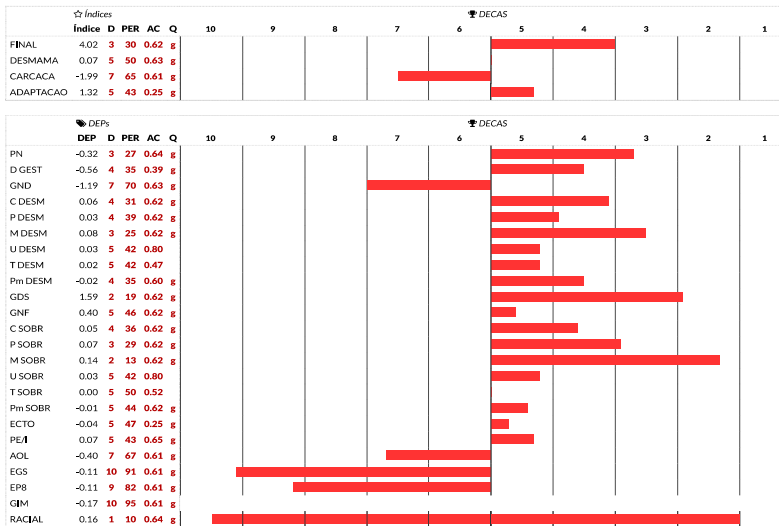 Índices DECAS
Índice D PER AC Q 10 9 8 7 6 5 4 3 2 1
FINAL 4.02 3 30 0.62 g
DESMAMA 0.07 5 50 0.63 g
CARCACA -1.99 7 65 0.61 g
ADAPTACAO 1.32 5 43 0.25 g
DEPs DECAS
DEP D PER AC Q 10 9 8 7 6 5 4 3 2 1
PN -0.32 3 27 0.64 g
D GEST -0.56 4 35 0.39 g
GND -1.19 7 70 0.63 g
C DESM 0.06 4 31 0.62 g
P DESM 0.03 4 39 0.62 g
M DESM 0.08 3 25 0.62 g
U DESM 0.03 5 42 0.80
T DESM 0.02 5 42 0.47
Pm DESM -0.02 4 35 0.60 g
GDS 1.59 2 19 0.62 g
GNF 0.40 5 46 0.62 g
C SOBR 0.05 4 36 0.62 g
P SOBR 0.07 3 29 0.62 g
M SOBR 0.14 2 13 0.62 g
U SOBR 0.03 5 42 0.80
T SOBR 0.00 5 50 0.52
Pm SOBR -0.01 5 44 0.62 g
ECTO -0.04 5 47 0.25 g
PE/I 0.07 5 43 0.65 g
AOL -0.40 7 67 0.61 g
EGS -0.11 10 91 0.61 g
EP8 -0.11 9 82 0.61 g
GIM -0.17 10 95 0.61 g
RACIAL 0.16 1 10 0.64 g